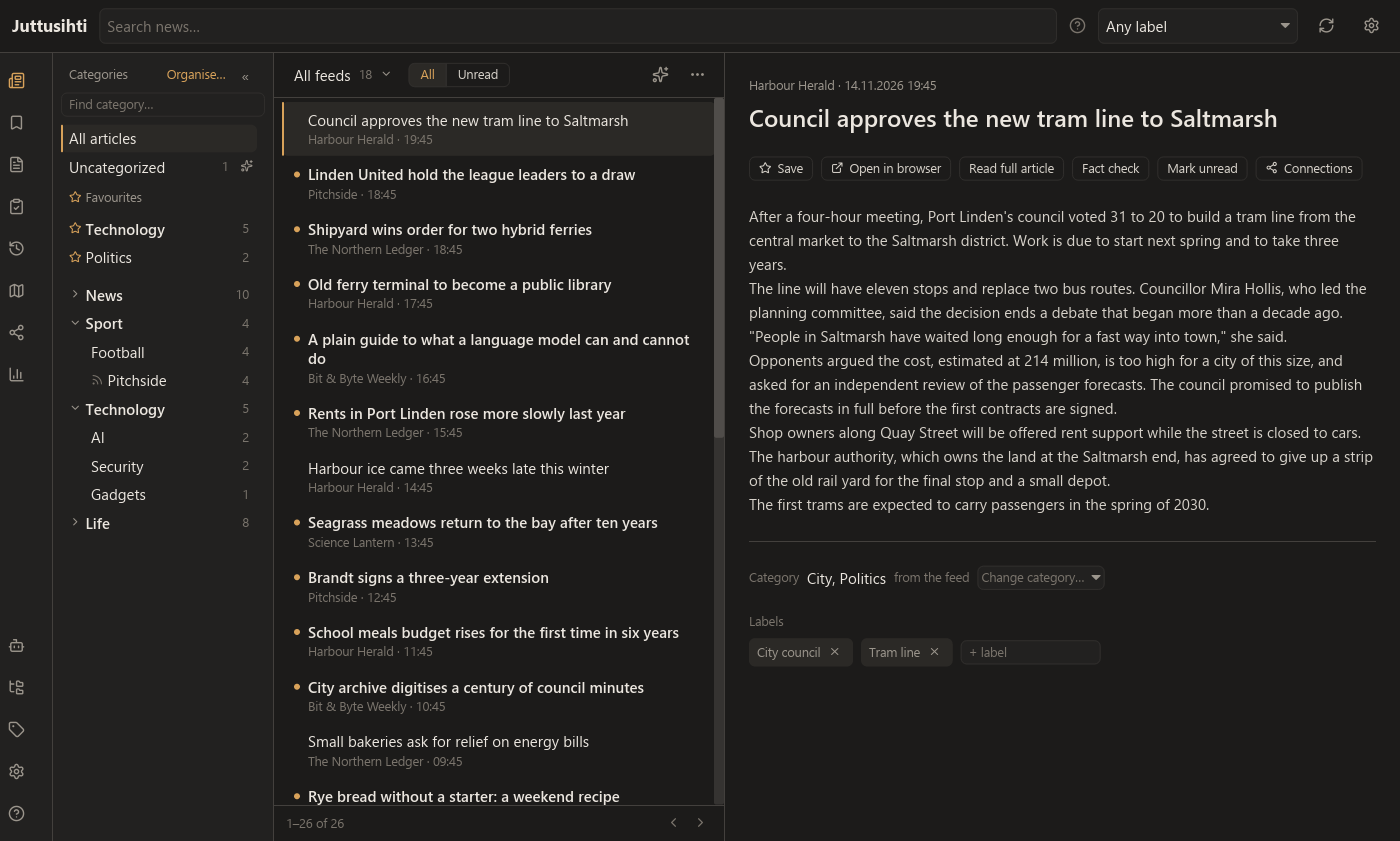 Juttusihti
Search news...
Any label
Categories
Organise...
«
Find category...
All articles
Uncategorized 1
Favourites
Technology 5
Politics 2
News 10
Sport 4
Football 4
Pitchside 4
Technology 5
AI 2
Security 2
Gadgets 1
Life 8
All feeds 18
All
Unread
Council approves the new tram line to Saltmarsh
Harbour Herald · 19:45
Linden United hold the league leaders to a draw
Pitchside · 18:45
Shipyard wins order for two hybrid ferries
The Northern Ledger · 18:45
Old ferry terminal to become a public library
Harbour Herald · 17:45
A plain guide to what a language model can and cannot
do
Bit & Byte Weekly · 16:45
Rents in Port Linden rose more slowly last year
The Northern Ledger · 15:45
Harbour ice came three weeks late this winter
Harbour Herald · 14:45
Seagrass meadows return to the bay after ten years
Science Lantern · 13:45
Brandt signs a three-year extension
Pitchside · 12:45
School meals budget rises for the first time in six years
Harbour Herald · 11:45
City archive digitises a century of council minutes
Bit & Byte Weekly · 10:45
Small bakeries ask for relief on energy bills
The Northern Ledger · 09:45
Rye bread without a starter: a weekend recipe
1–26 of 26
Harbour Herald · 14.11.2026 19:45
Council approves the new tram line to Saltmarsh
Save
Open in browser
Read full article
Fact check
Mark unread
Connections
After a four-hour meeting, Port Linden's council voted 31 to 20 to build a tram line from the
central market to the Saltmarsh district. Work is due to start next spring and to take three
years.
The line will have eleven stops and replace two bus routes. Councillor Mira Hollis, who led the
planning committee, said the decision ends a debate that began more than a decade ago.
"People in Saltmarsh have waited long enough for a fast way into town," she said.
Opponents argued the cost, estimated at 214 million, is too high for a city of this size, and
asked for an independent review of the passenger forecasts. The council promised to publish
the forecasts in full before the first contracts are signed.
Shop owners along Quay Street will be offered rent support while the street is closed to cars.
The harbour authority, which owns the land at the Saltmarsh end, has agreed to give up a strip
of the old rail yard for the final stop and a small depot.
The first trams are expected to carry passengers in the spring of 2030.
Category City, Politics from the feed Change category...
Labels
City council ×
Tram line ×
+ label